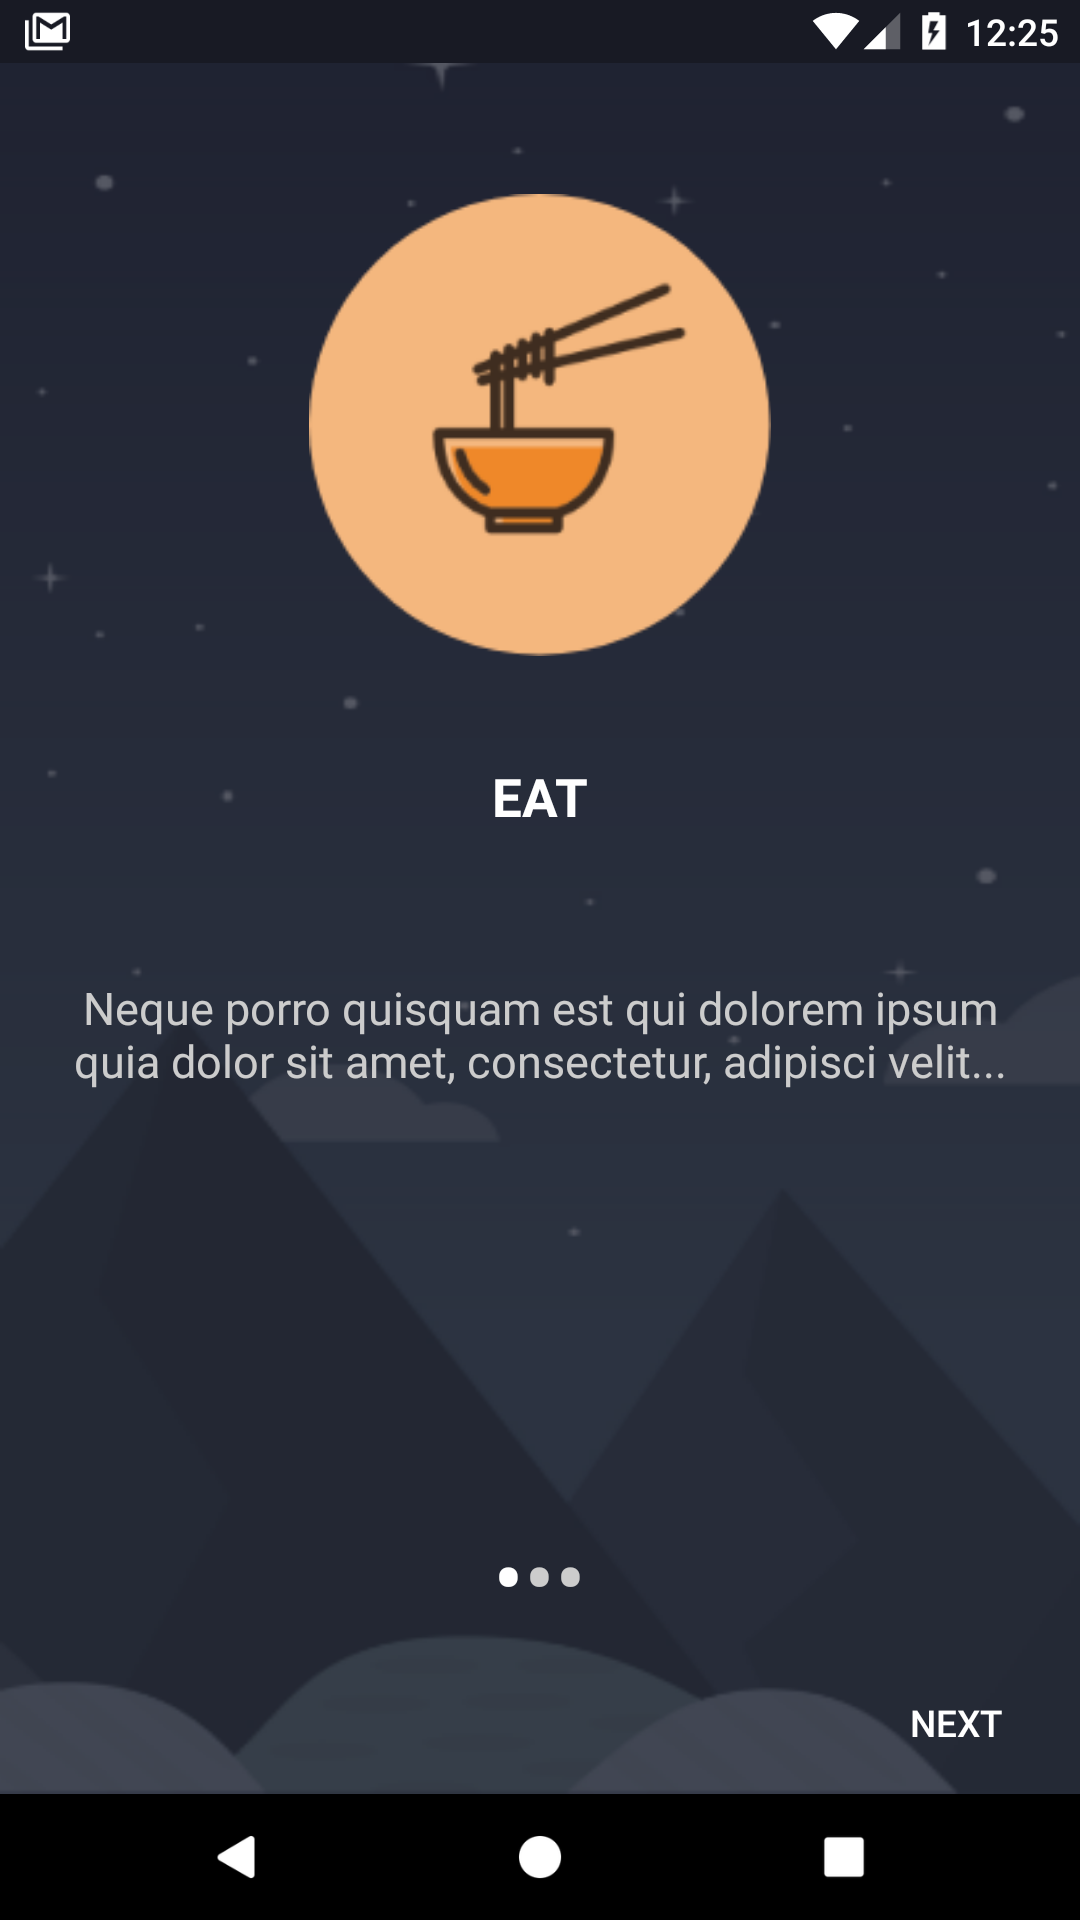 12:25
EAT
Neque porro quisquam est qui dolorem ipsum
quia dolor sit amet, consectetur, adipisci velit...
NEXT